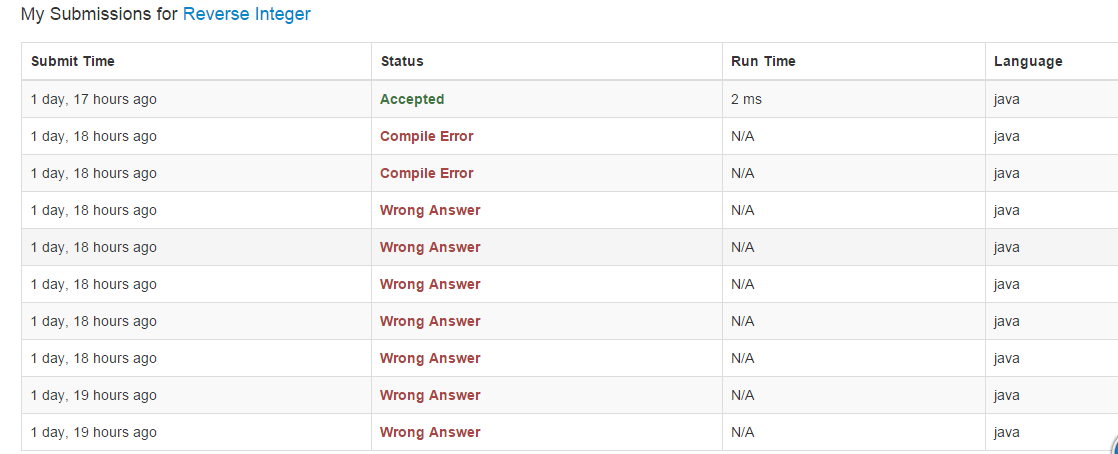 My Submissions for Reverse Integer
Submit Time Status Run Time Language
1 day, 17 hours ago Accepted 2 ms java
1 day, 18 hours ago Compile Error N/A java
1 day, 18 hours ago Compile Error N/A java
1 day, 18 hours ago Wrong Answer N/A java
1 day, 18 hours ago Wrong Answer N/A java
1 day, 18 hours ago Wrong Answer N/A java
1 day, 18 hours ago Wrong Answer N/A java
1 day, 18 hours ago Wrong Answer N/A java
1 day, 19 hours ago Wrong Answer N/A java
1 day, 19 hours ago Wrong Answer N/A java